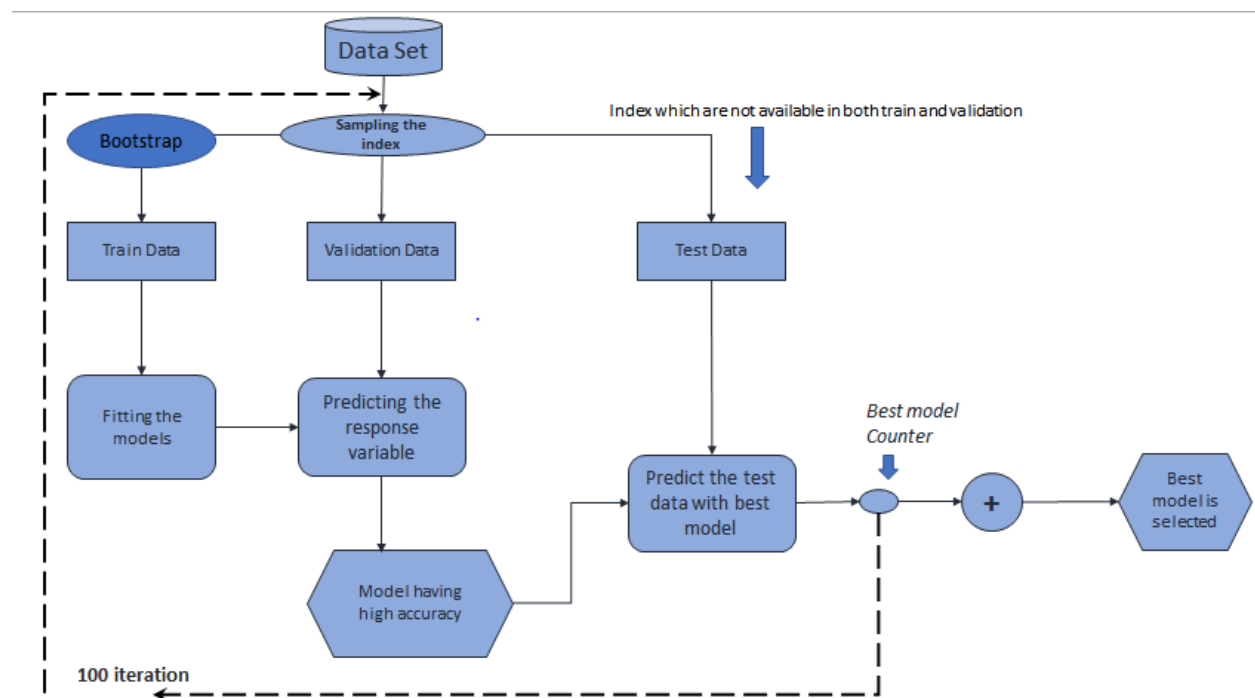 Data Set
Index which are not available in both train and validation
Bootstrap
Sampling the
index
Train Data
Validation Data
Test Data
Fitting the
models
Predicting the
response
variable
Best model
Counter
Predict the test
data with best
model
+
Best
model is
selected
Model having
high accuracy
100 iteration